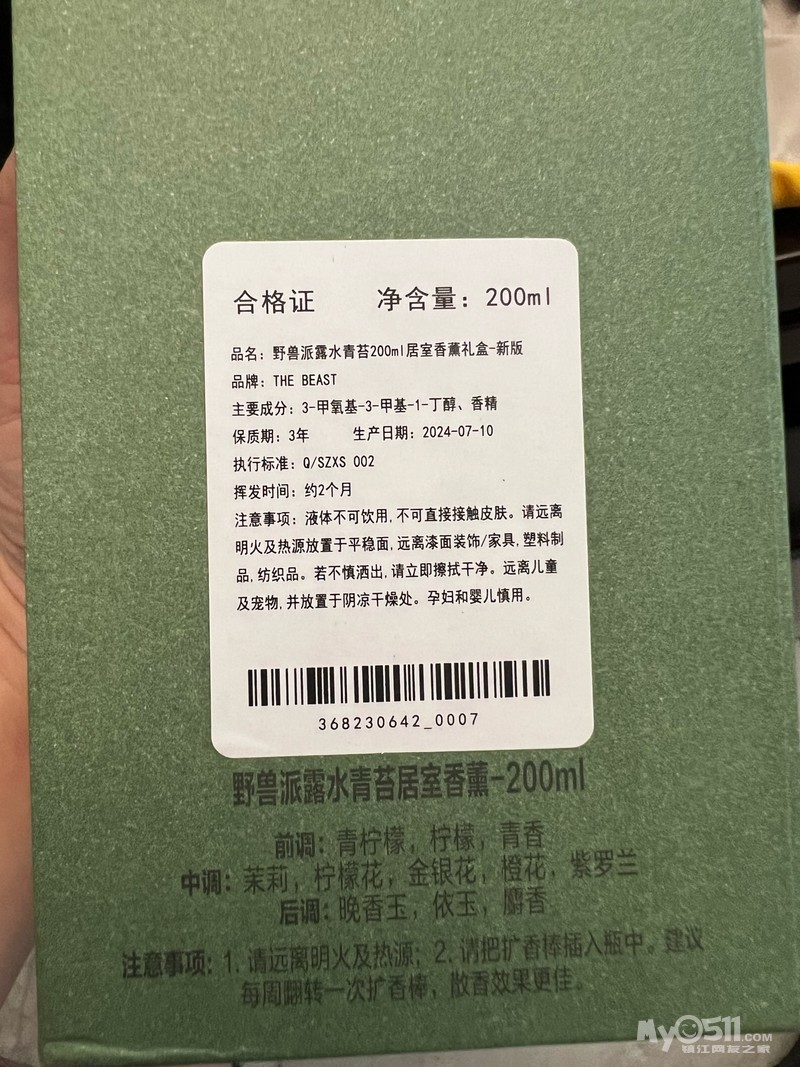 合格证 净含量：200ml
品名：野兽派露水青苔200ml居室香薰礼盒-新版
品牌：THE BEAST
主要成分：3-甲氧基-3-甲基-1-丁醇、香精
保质期：3年 生产日期：2024-07-10
执行标准：Q/SZXS 002
挥发时间：约2个月
注意事项：液体不可饮用,不可直接接触皮肤。请远离
明火及热源放置于平稳面,远离漆面装饰/家具,塑料制
品,纺织品。若不慎洒出,请立即擦拭干净。远离儿童
及宠物,并放置于阴凉干燥处。孕妇和婴儿慎用。
368230642_0007
野兽派露水青苔居室香薰-200ml
前调：青柠檬，柠檬，青香
中调：茉莉，柠檬花，金银花，橙花，紫罗兰
后调：晚香玉，依玉，麝香
注意事项：1. 请远离明火及热源；2. 请把扩香棒插入瓶中。建议
每周翻转一次扩香棒，散香效果更佳。
My0511.COM
镇江网友之家